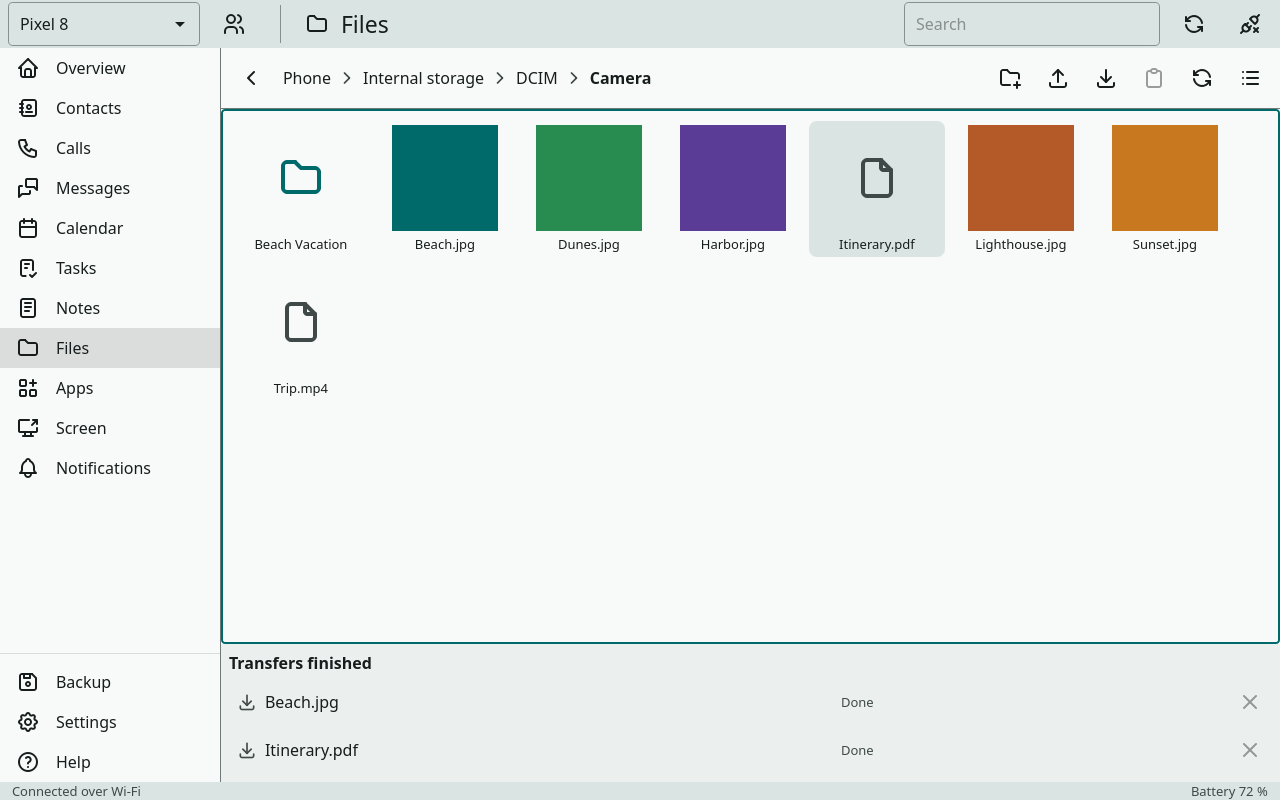 Pixel 8
Files
Search
Overview
Contacts
Calls
Messages
Calendar
Tasks
Notes
Files
Apps
Screen
Notifications
Backup
Settings
Help
Phone
Internal storage
DCIM
Camera
Beach Vacation
Beach.jpg
Dunes.jpg
Harbor.jpg
Itinerary.pdf
Lighthouse.jpg
Sunset.jpg
Trip.mp4
Transfers finished
Beach.jpg
Done
Itinerary.pdf
Done
Connected over Wi-Fi
Battery 72 %